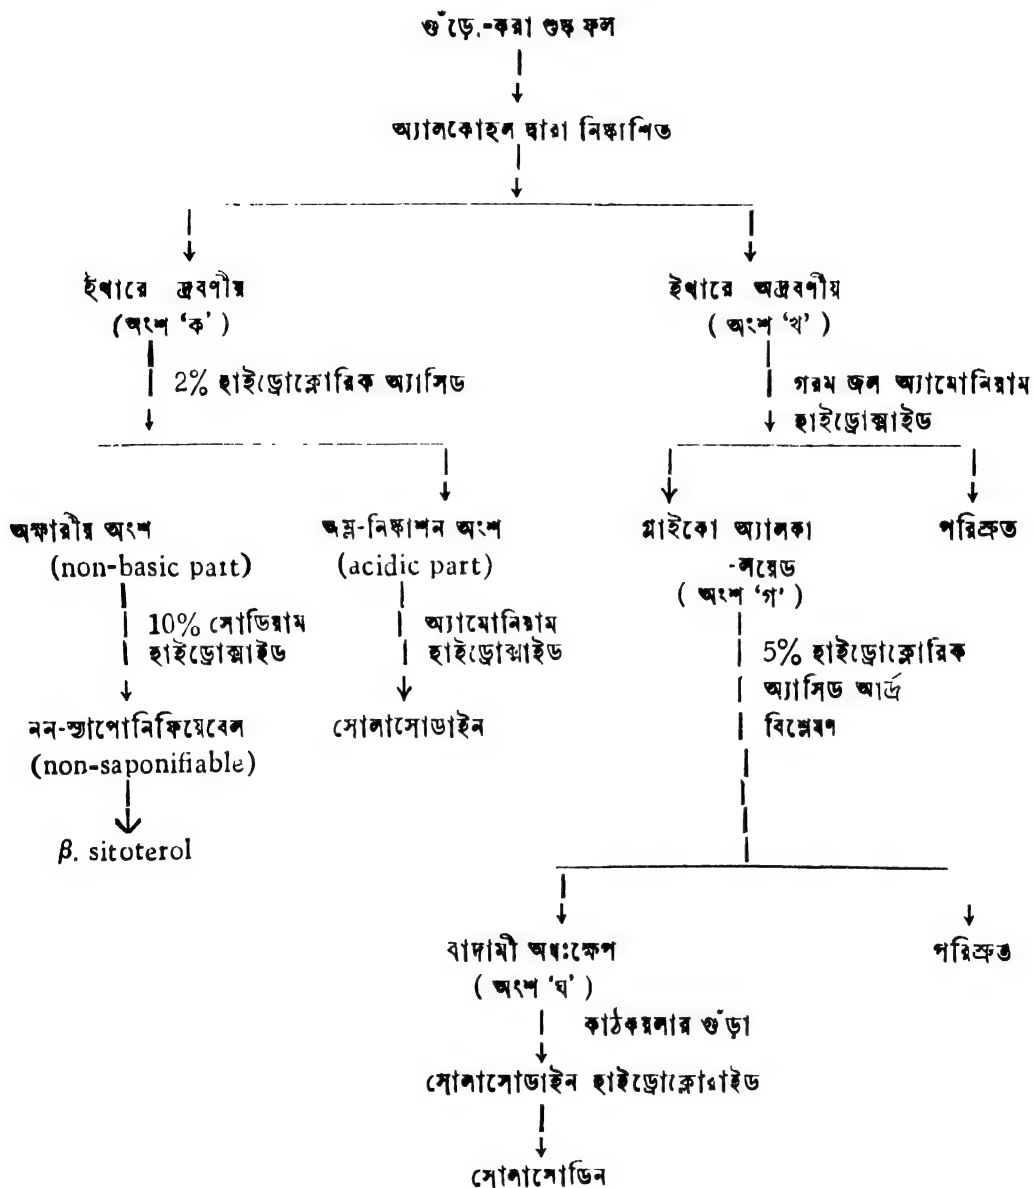 গুঁড়ে.-করা শুষ্ক ফল
অ্যালকোহল দ্বারা নিষ্কাশিত
ইথারে দ্রবণীয়
(অংশ ‘ক’)
ইথারে অদ্রবণীয়
( অংশ ‘খ’ )
2% হাইড্রোক্লোরিক অ্যাসিড
গরম জল অ্যামোনিয়াম
হাইড্রোক্সাইড
অক্ষারীয় অংশ
(non-basic part)
অম্ল-নিষ্কাশন অংশ
(acidic part)
গ্লাইকো অ্যালকা
-লয়েড
( অংশ ‘গ’ )
পরিস্রুত
10% সোডিয়াম
হাইড্রোক্সাইড
অ্যামোনিয়াম
হাইড্রোক্সাইড
5% হাইড্রোক্লোরিক
অ্যাসিড আর্দ্র
বিশ্লেষণ
নন-স্যাপোনিফিয়েবেল
(non-saponifiable)
সোলাসোডাইন
β. sitoterol
বাদামী অধঃক্ষেপ
( অংশ ‘ঘ’ )
পরিস্রুত
কাঠকয়লার গুঁড়া
সোলাসোডাইন হাইড্রোক্লোরাইড
সোলাসোডিন